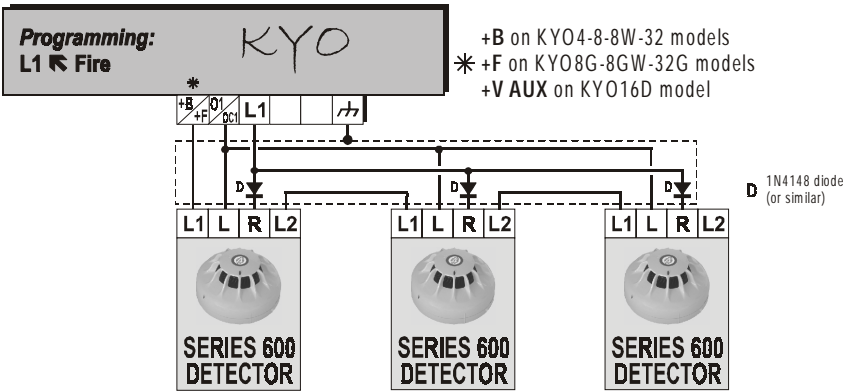 Programming:
L1 ↖ Fire
KYO
*
+B on KYO4-8-8W-32 models
* +F on KYO8G-8GW-32G models
+V AUX on KYO16D model
*
+B/+F O1/OC1 L1
D D D
D 1N4148 diode
(or similar)
L1 L R L2 L1 L R L2 L1 L R L2
SERIES 600 SERIES 600 SERIES 600
DETECTOR DETECTOR DETECTOR